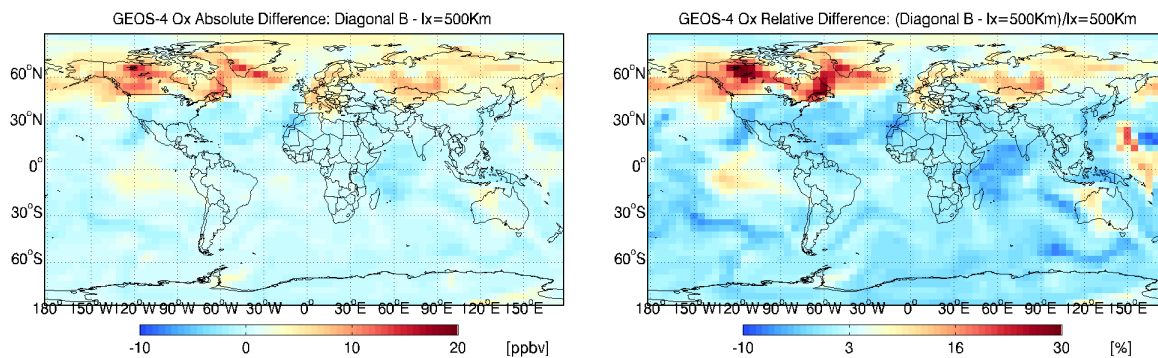 GEOS-4 Ox Absolute Difference: Diagonal B - lx=500Km
60°N
30°N
0°
30°S
60°S
180° 150°W 120°W 90°W 60°W 30°W 0° 30°E 60°E 90°E 120°E 150°E
-10 0 10 20 [ppbv]
GEOS-4 Ox Relative Difference: (Diagonal B - lx=500Km)/lx=500Km
60°N
30°N
0°
30°S
60°S
180° 150°W 120°W 90°W 60°W 30°W 0° 30°E 60°E 90°E 120°E 150°E
-10 3 16 30 [%]